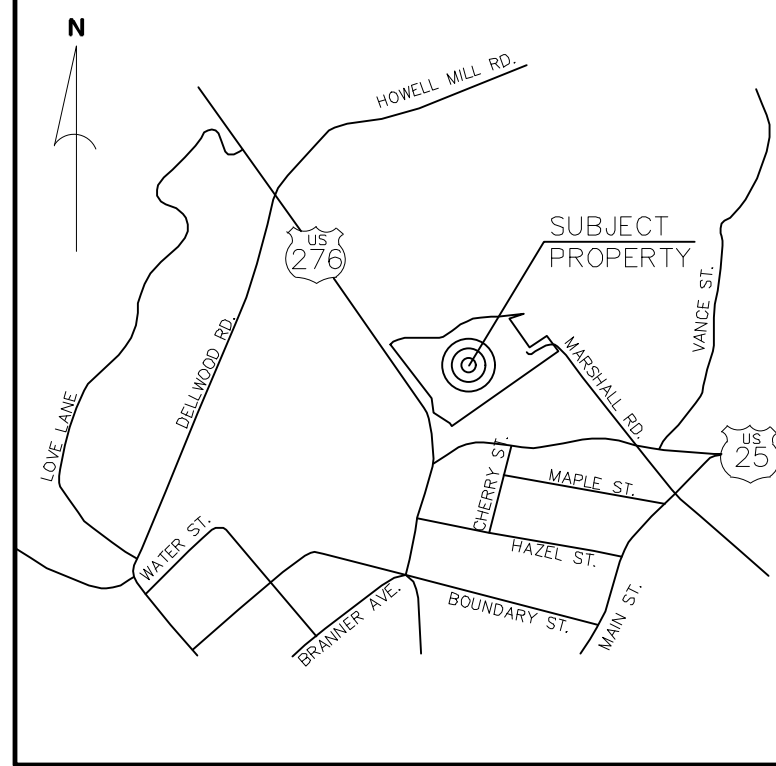 N
HOWELL MILL RD.
US
276
SUBJECT
PROPERTY
VANCE ST.
DELLWOOD RD.
MARSHALL RD.
LOVE LANE
US
25
CHERRY ST.
MAPLE ST.
WATER ST.
HAZEL ST.
BRANNER AVE.
BOUNDARY ST.
MAIN ST.